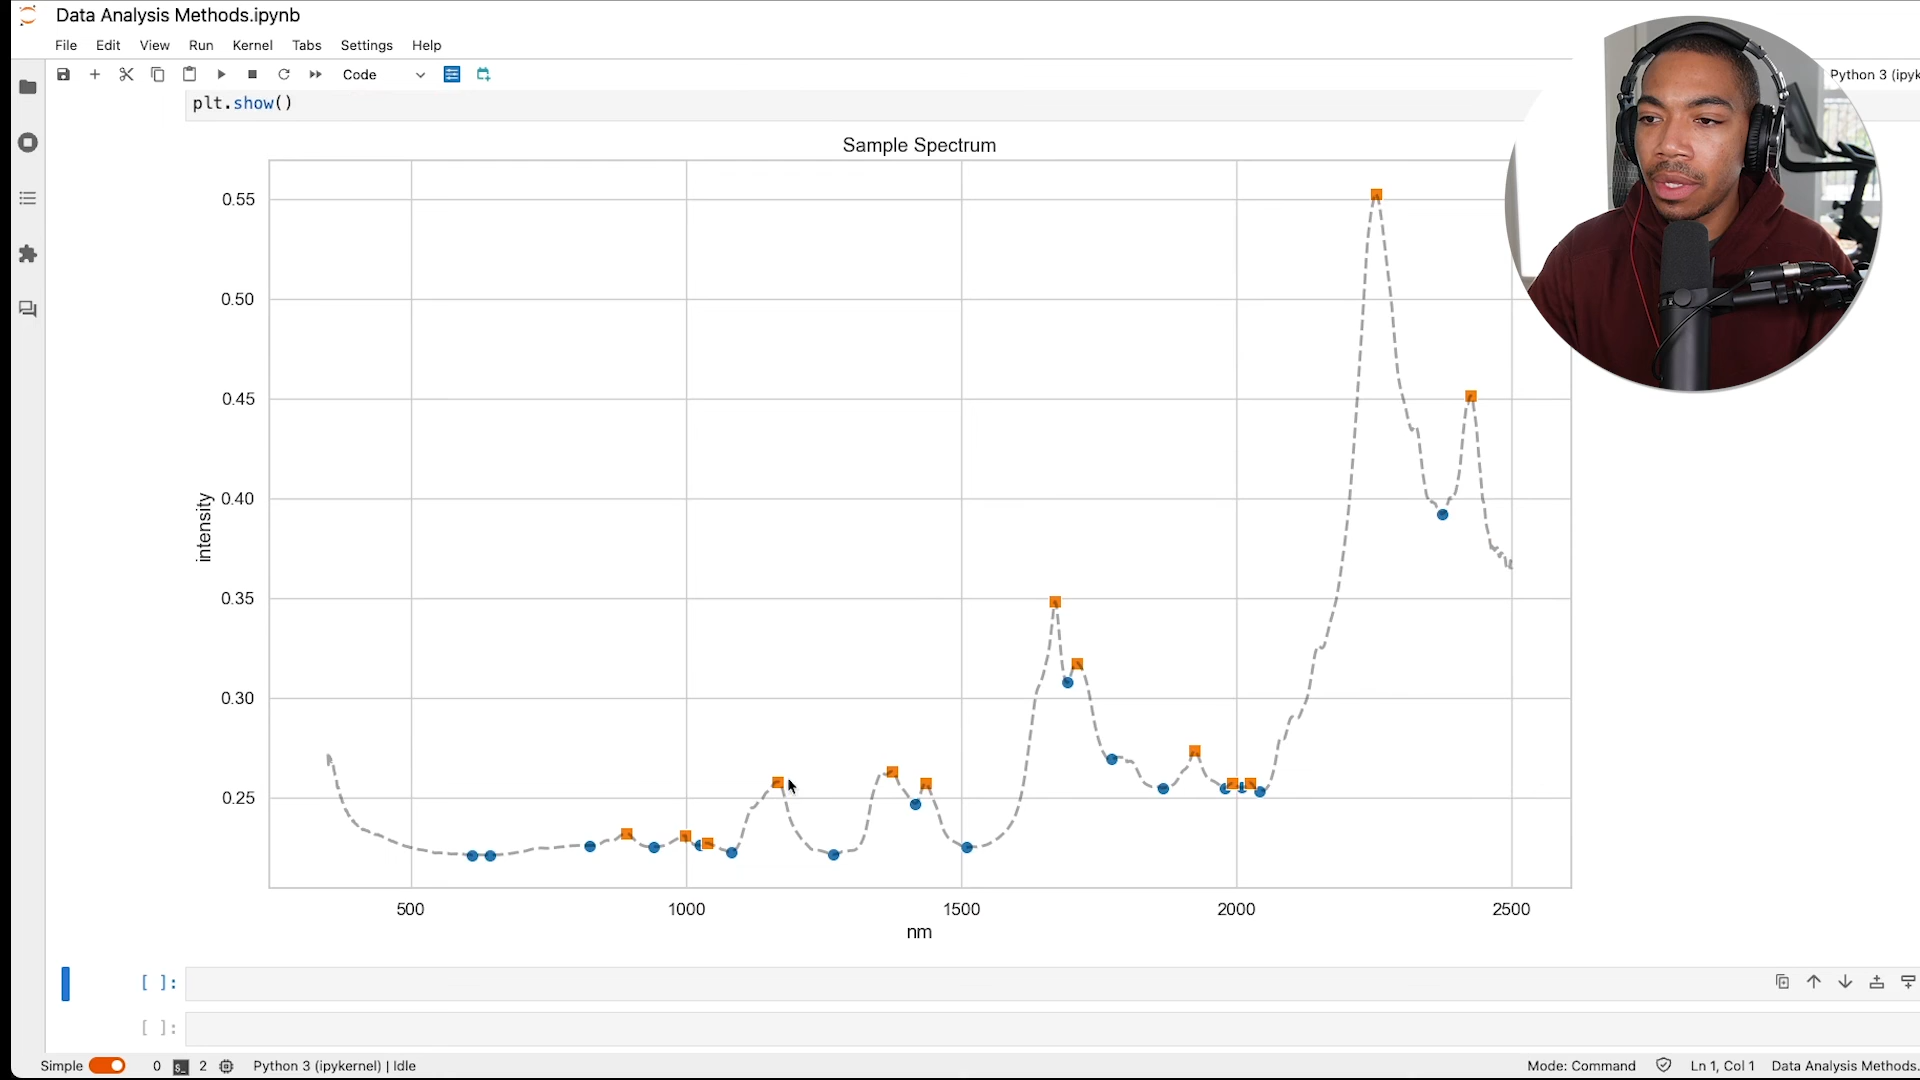 Data Analysis Methods.ipynb
File Edit View Run Kernel Tabs Settings Help
Code
Python 3 (ipyk
plt.show()
Sample Spectrum
0.55
0.50
0.45
0.40
0.35
0.30
0.25
intensity
500 1000 1500 2000 2500
nm
[ ]:
[ ]:
Simple 0 2 Python 3 (ipykernel) | Idle Mode: Command Ln 1, Col 1 Data Analysis Methods.